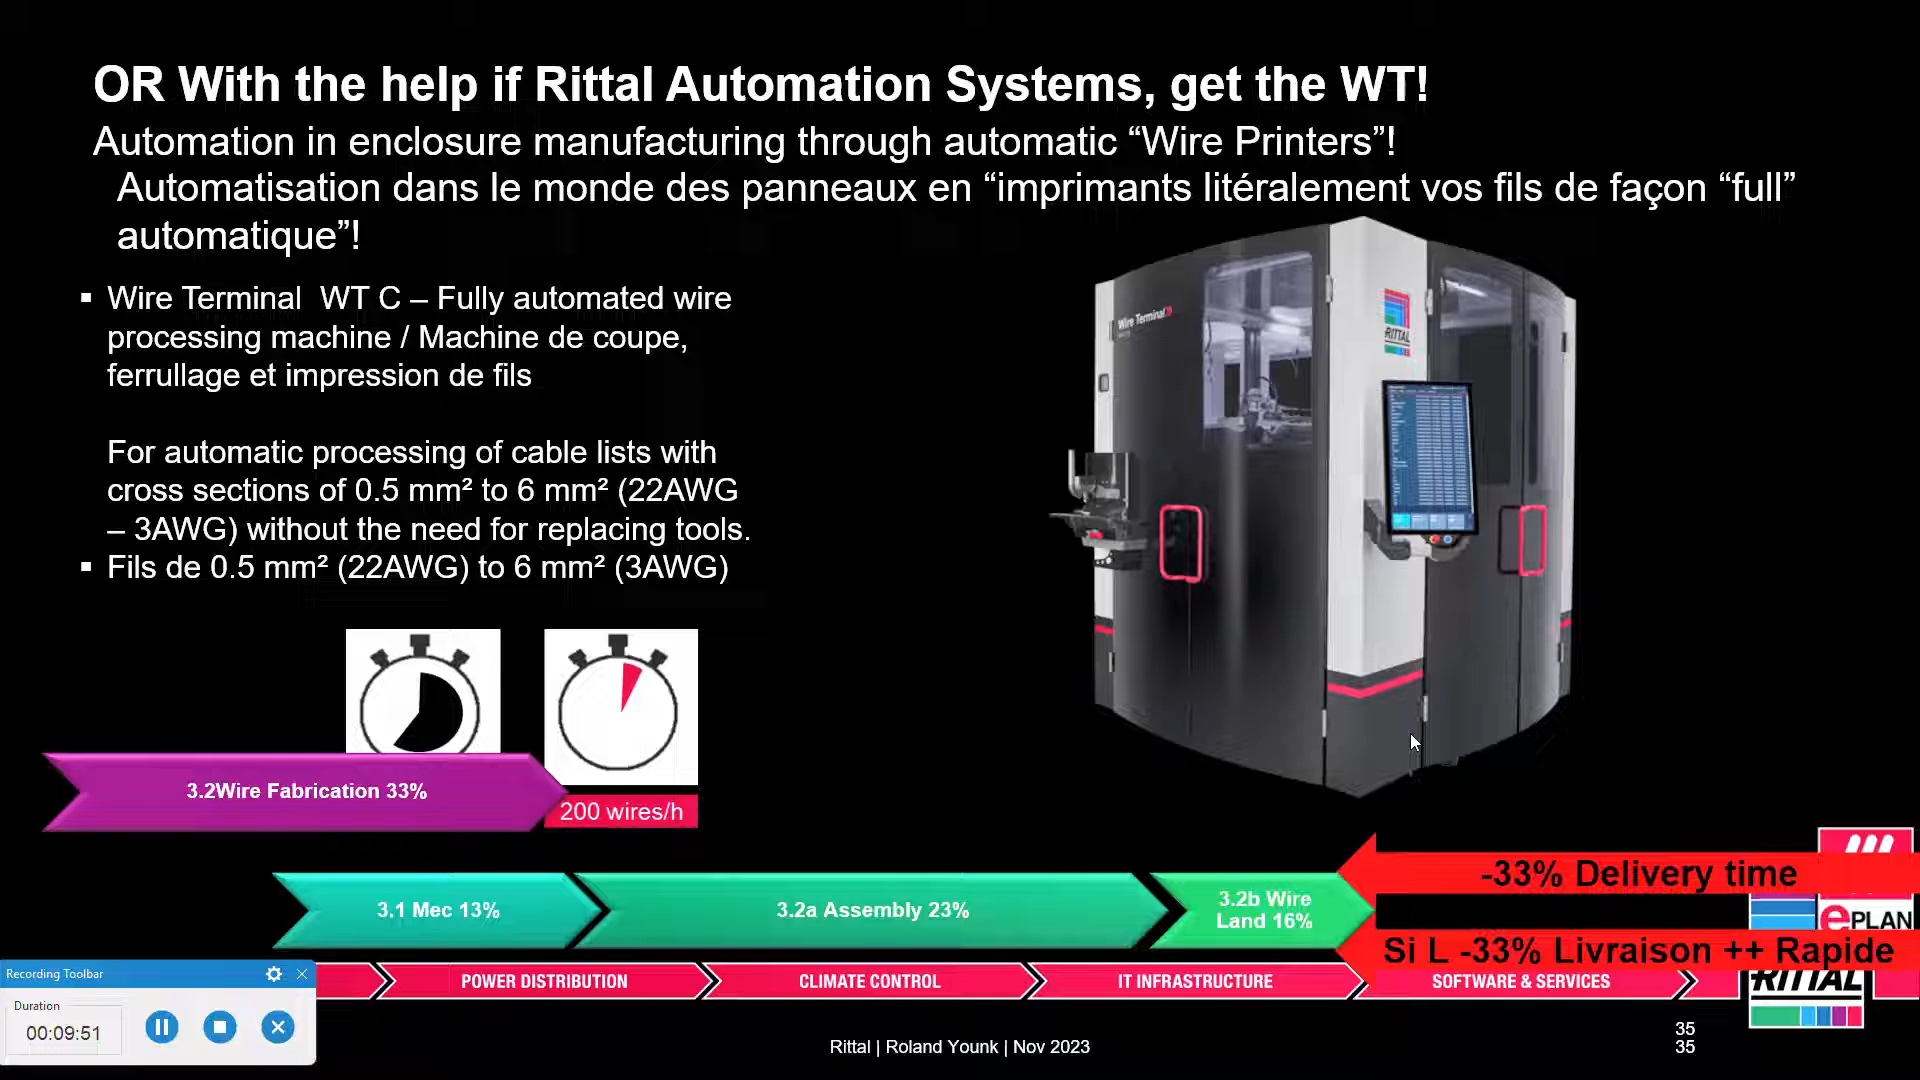 OR With the help if Rittal Automation Systems, get the WT!
Automation in enclosure manufacturing through automatic “Wire Printers”!
Automatisation dans le monde des panneaux en “imprimants litéralement vos fils de façon “full”
automatique”!
Wire Terminal WT C – Fully automated wire
processing machine / Machine de coupe,
ferrullage et impression de fils
For automatic processing of cable lists with
cross sections of 0.5 mm² to 6 mm² (22AWG
– 3AWG) without the need for replacing tools.
Fils de 0.5 mm² (22AWG) to 6 mm² (3AWG)
Wire Terminal
RITTAL
3.2Wire Fabrication 33%
200 wires/h
3.1 Mec 13%
3.2a Assembly 23%
3.2b Wire
Land 16%
-33% Delivery time
ePLAN
Si L -33% Livraison ++ Rapide
RITTAL
POWER DISTRIBUTION
CLIMATE CONTROL
IT INFRASTRUCTURE
SOFTWARE & SERVICES
Recording Toolbar
Duration
00:09:51
Rittal | Roland Younk | Nov 2023
35
35